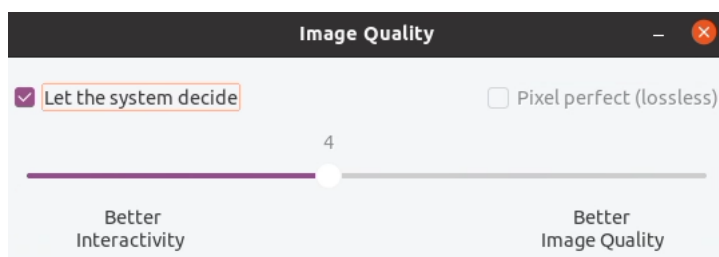 Image Quality
Let the system decide
Pixel perfect (lossless)
4
Better
Interactivity
Better
Image Quality